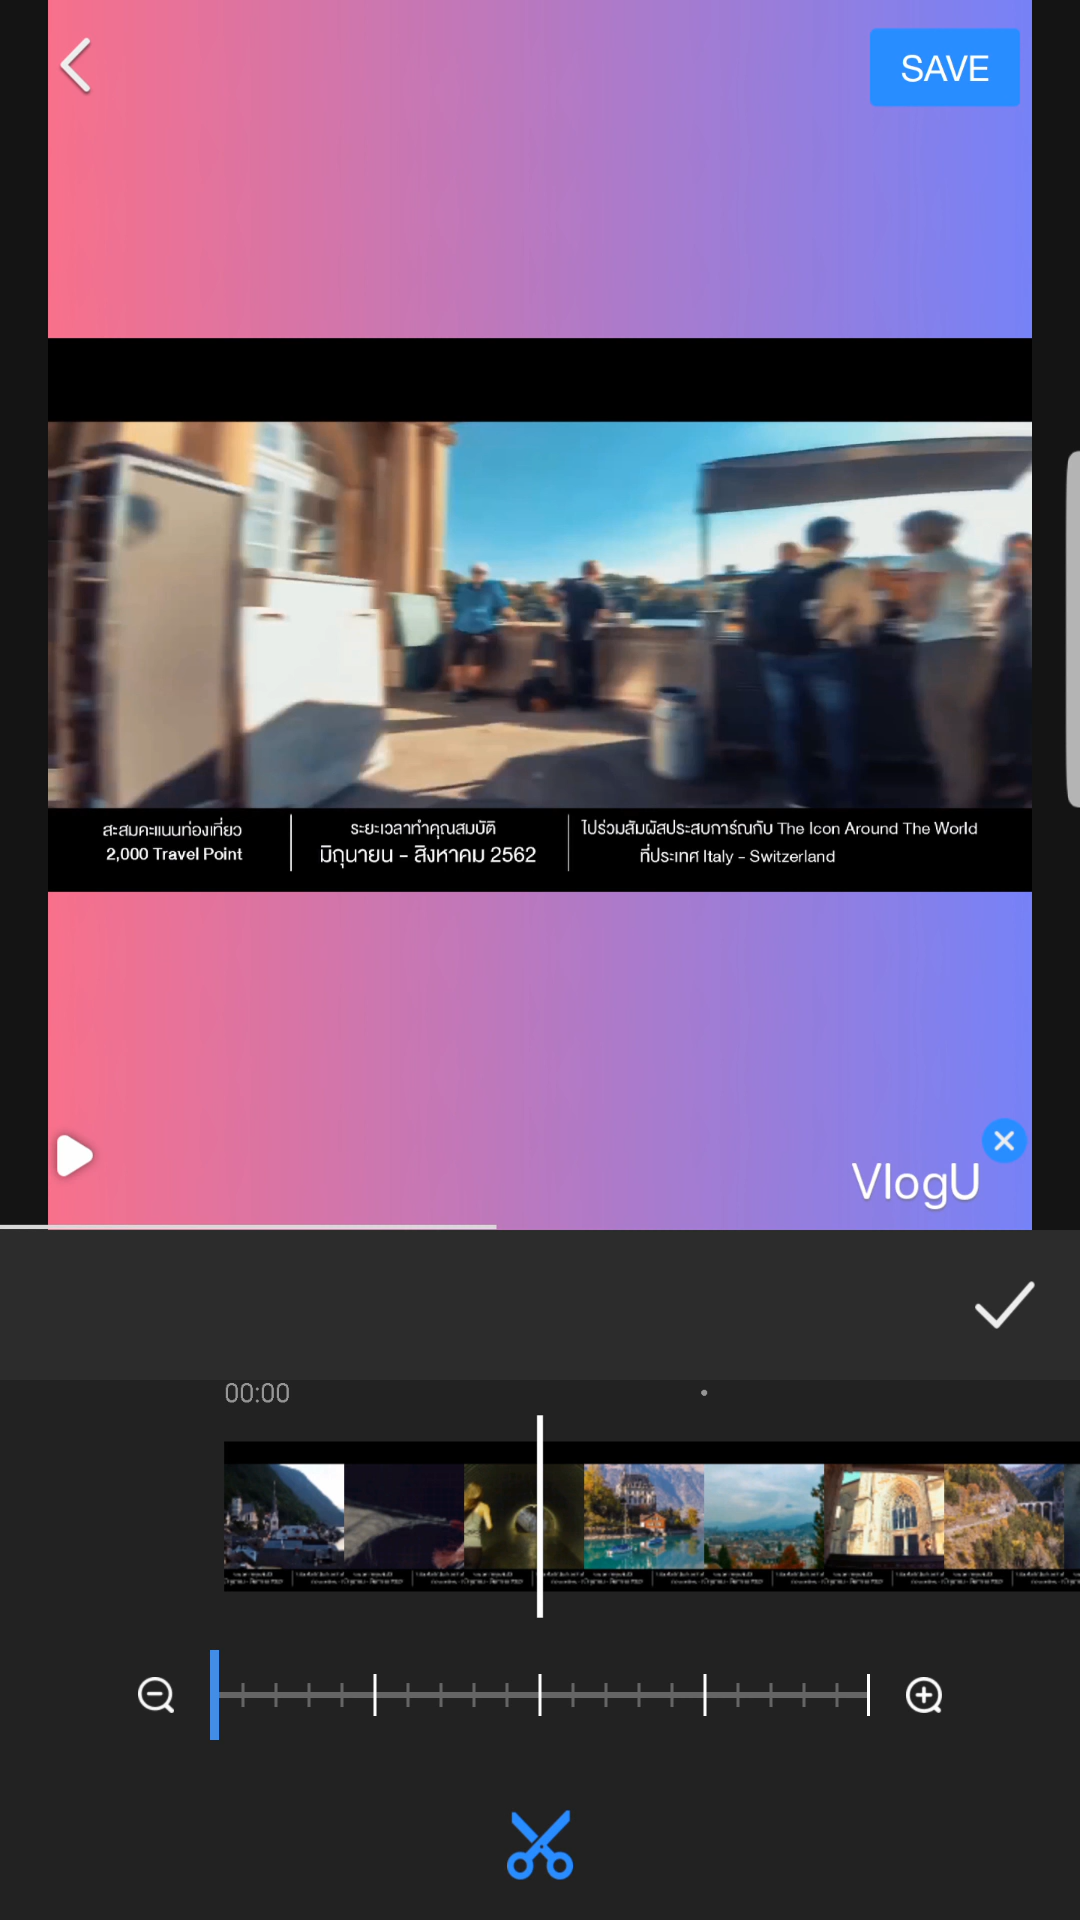 SAVE
สะสมคะแนนท่องเที่ยว
2,000 Travel Point
ระยะเวลาทำคุณสมบัติ
มิถุนายน - สิงหาคม 2562
ไปร่วมสัมผัสประสบการ์ณกับ The Icon Around The World
ที่ประเทศ Italy - Switzerland
VlogU
00:00